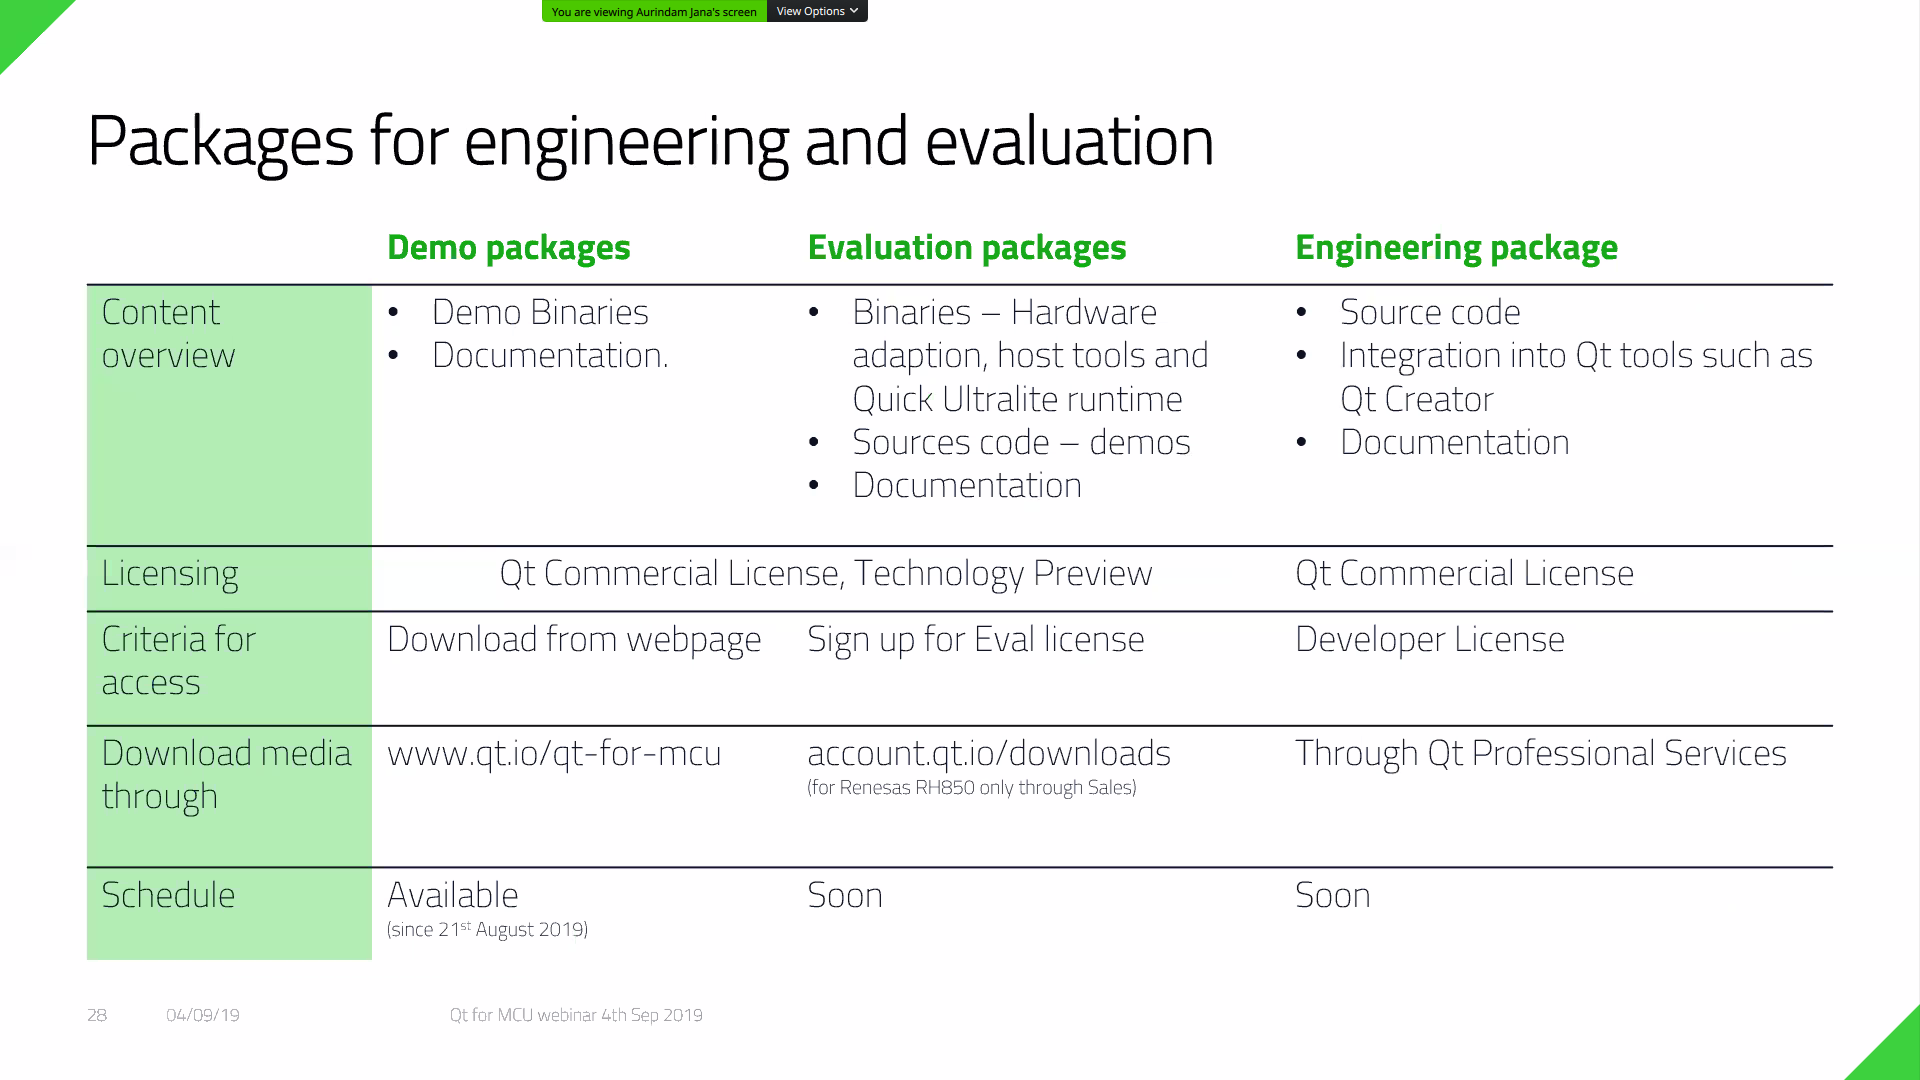 You are viewing Aurindam Jana's screen View Options
Packages for engineering and evaluation
Demo packages Evaluation packages Engineering package
Content
overview
• Demo Binaries
• Documentation.
• Binaries – Hardware
adaption, host tools and
Quick Ultralite runtime
• Sources code – demos
• Documentation
• Source code
• Integration into Qt tools such as
Qt Creator
• Documentation
Licensing Qt Commercial License, Technology Preview Qt Commercial License
Criteria for
access
Download from webpage Sign up for Eval license Developer License
Download media
through
www.qt.io/qt-for-mcu
account.qt.io/downloads
(for Renesas RH850 only through Sales)
Through Qt Professional Services
Schedule
Available
(since 21st August 2019)
Soon
Soon
28 04/09/19 Qt for MCU webinar 4th Sep 2019